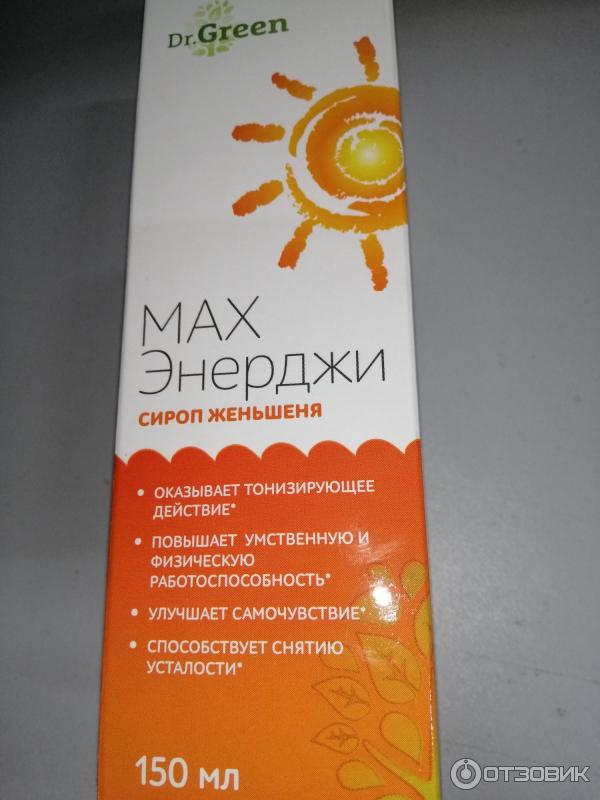 Dr.Green
MAX
Энерджи
СИРОП ЖЕНЬШЕНЯ
• ОКАЗЫВАЕТ ТОНИЗИРУЮЩЕЕ
ДЕЙСТВИЕ*
• ПОВЫШАЕТ УМСТВЕННУЮ И
ФИЗИЧЕСКУЮ
РАБОТОСПОСОБНОСТЬ*
• УЛУЧШАЕТ САМОЧУВСТВИЕ*
• СПОСОБСТВУЕТ СНЯТИЮ
УСТАЛОСТИ*
150 мл
ОТЗОВИК